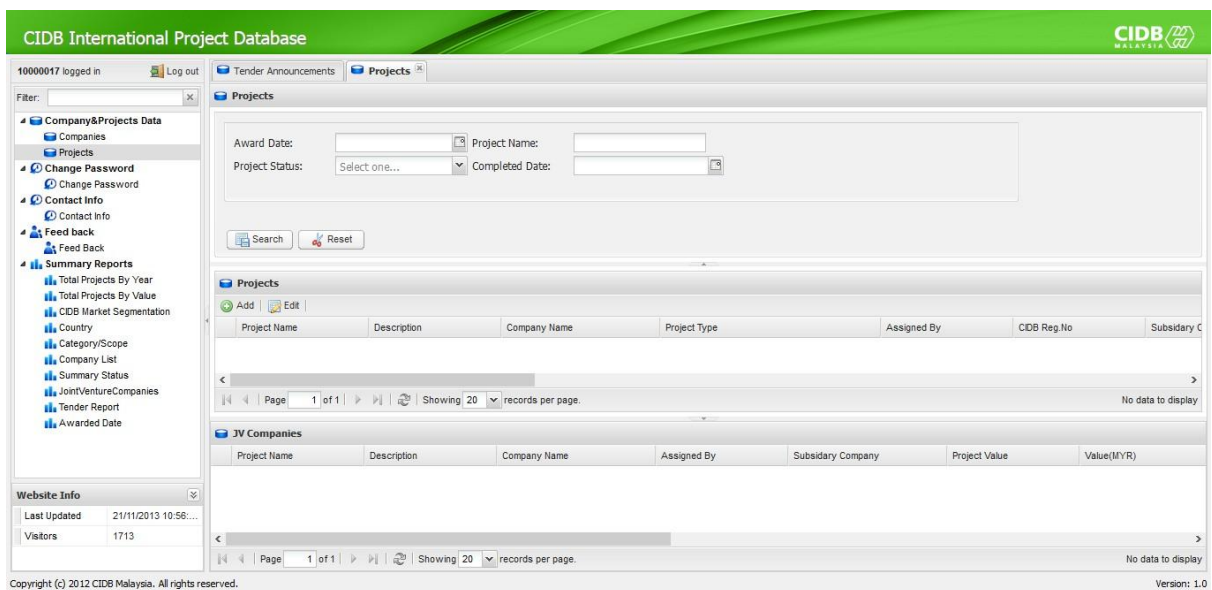 CIDB International Project Database
CIDB
MALAYSIA
10000017 logged in Log out
Filter:
Company&Projects Data
Companies
Projects
Change Password
Change Password
Contact Info
Contact Info
Feed back
Feed Back
Summary Reports
Total Projects By Year
Total Projects By Value
CIDB Market Segmentation
Country
Category/Scope
Company List
Summary Status
JointVentureCompanies
Tender Report
Awarded Date
Website Info
Last Updated 21/11/2013 10:56:...
Visitors 1713
Tender Announcements Projects
Projects
Award Date: Project Name:
Project Status: Select one... Completed Date:
Search Reset
Projects
Add Edit
Project Name Description Company Name Project Type Assigned By CIDB Reg.No Subsidary C
Page 1 of 1 Showing 20 records per page. No data to display
JV Companies
Project Name Description Company Name Assigned By Subsidary Company Project Value Value(MYR)
Page 1 of 1 Showing 20 records per page. No data to display
Copyright (c) 2012 CIDB Malaysia. All rights reserved. Version: 1.0